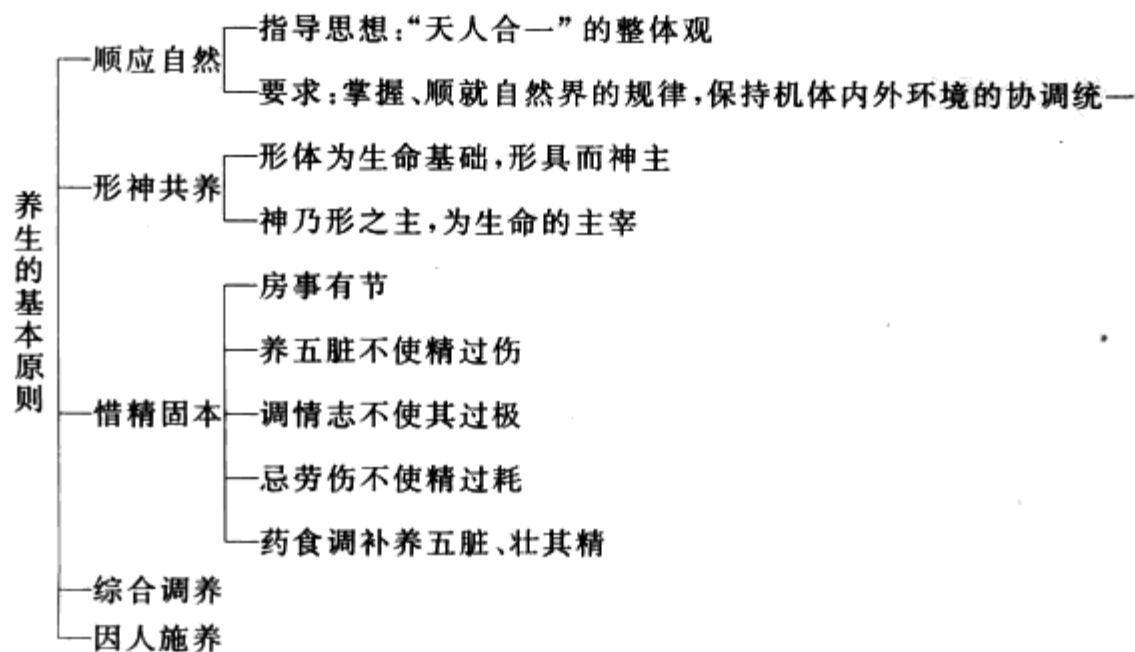 养生的基本原则
顺应自然
指导思想：“天人合一”的整体观
要求：掌握、顺就自然界的规律，保持机体内外环境的协调统一
形神共养
形体为生命基础，形具而神主
神乃形之主，为生命的主宰
惜精固本
房事有节
养五脏不使精过伤
调情志不使其过极
忌劳伤不使精过耗
药食调补养五脏、壮其精
综合调养
因人施养